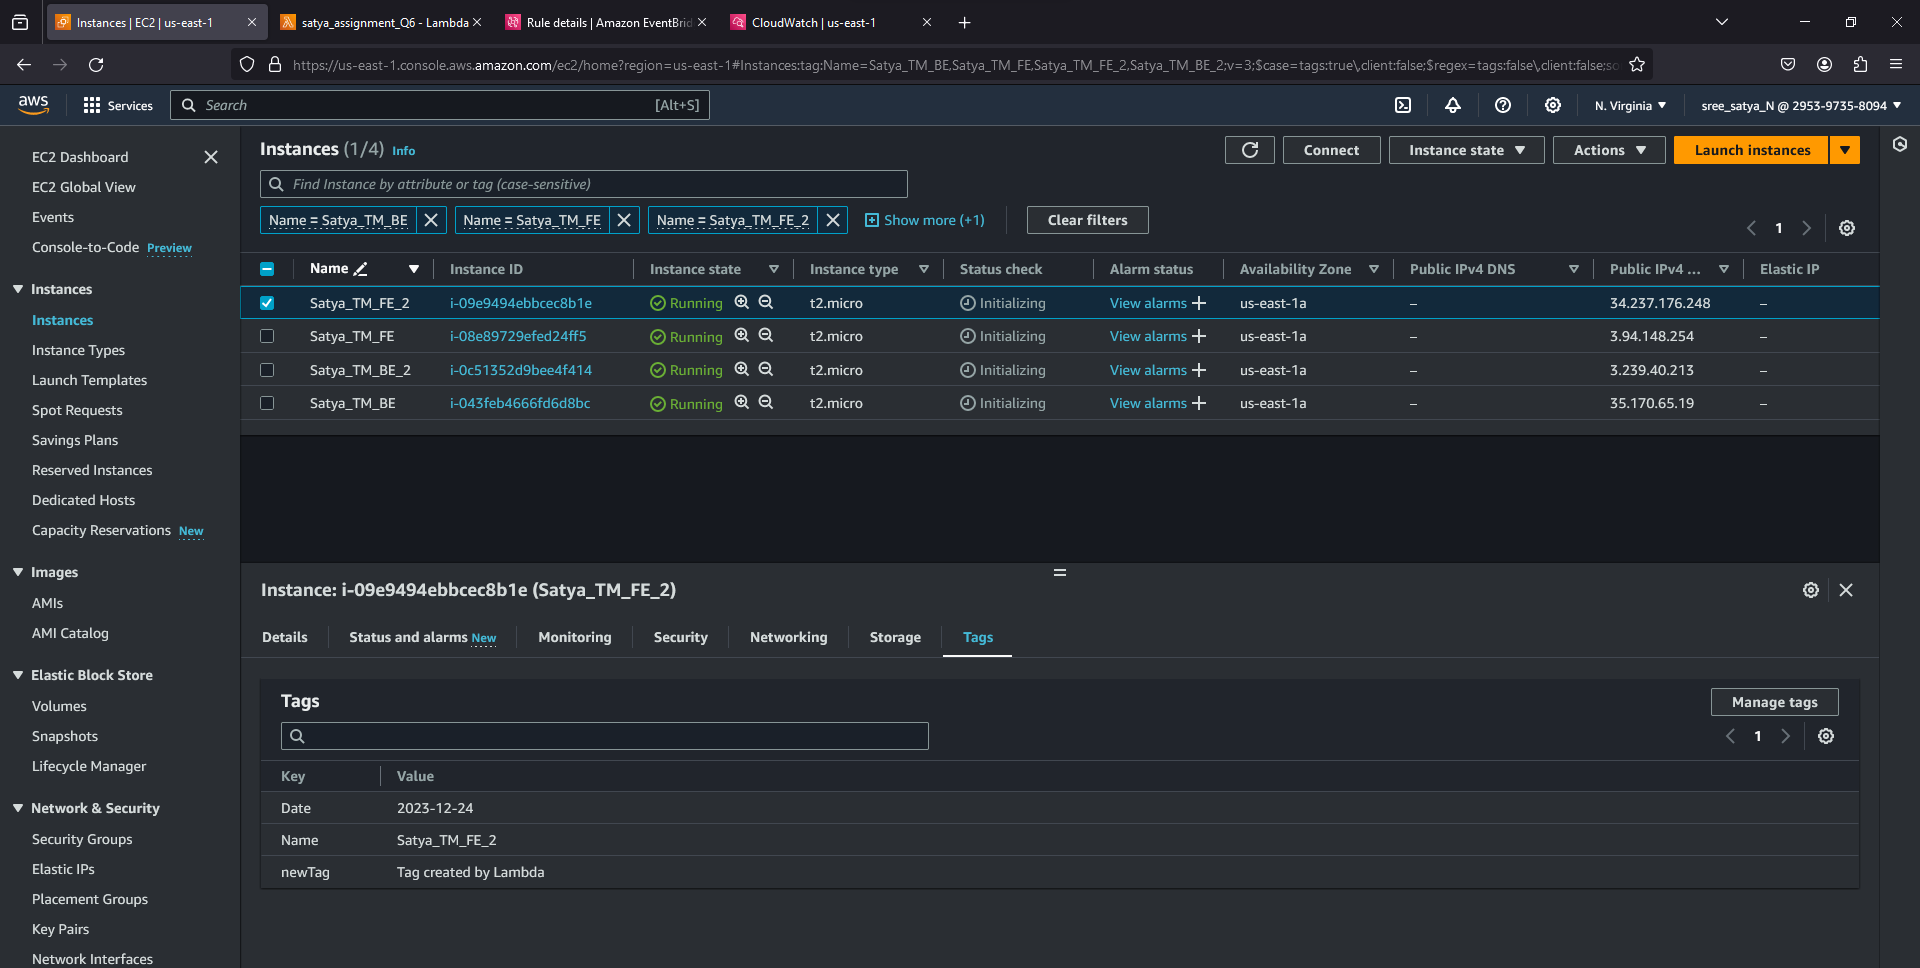 Instances | EC2 | us-east-1
satya_assignment_Q6 - Lambda
Rule details | Amazon EventBrid
CloudWatch | us-east-1
https://us-east-1.console.aws.amazon.com/ec2/home?region=us-east-1#Instances:tag:Name=Satya_TM_BE,Satya_TM_FE,Satya_TM_FE_2,Satya_TM_BE_2;v=3;$case=tags:true\,client:false;$regex=tags:false\,client:false;so
aws
Services
Search
[Alt+S]
N. Virginia
sree_satya_N @ 2953-9735-8094
EC2 Dashboard
EC2 Global View
Events
Console-to-Code Preview
Instances
Instances
Instance Types
Launch Templates
Spot Requests
Savings Plans
Reserved Instances
Dedicated Hosts
Capacity Reservations New
Images
AMIs
AMI Catalog
Elastic Block Store
Volumes
Snapshots
Lifecycle Manager
Network & Security
Security Groups
Elastic IPs
Placement Groups
Key Pairs
Network Interfaces
Instances (1/4) Info
Connect
Instance state
Actions
Launch instances
Find Instance by attribute or tag (case-sensitive)
Name = Satya_TM_BE
Name = Satya_TM_FE
Name = Satya_TM_FE_2
Show more (+1)
Clear filters
1
Name Instance ID Instance state Instance type Status check Alarm status Availability Zone Public IPv4 DNS Public IPv4 ... Elastic IP
Satya_TM_FE_2 i-09e9494ebbcec8b1e Running t2.micro Initializing View alarms + us-east-1a – 34.237.176.248 –
Satya_TM_FE i-08e89729efed24ff5 Running t2.micro Initializing View alarms + us-east-1a – 3.94.148.254 –
Satya_TM_BE_2 i-0c51352d9bee4f414 Running t2.micro Initializing View alarms + us-east-1a – 3.239.40.213 –
Satya_TM_BE i-043feb4666fd6d8bc Running t2.micro Initializing View alarms + us-east-1a – 35.170.65.19 –
Instance: i-09e9494ebbcec8b1e (Satya_TM_FE_2)
Details
Status and alarms New
Monitoring
Security
Networking
Storage
Tags
Tags
Manage tags
1
Key Value
Date 2023-12-24
Name Satya_TM_FE_2
newTag Tag created by Lambda